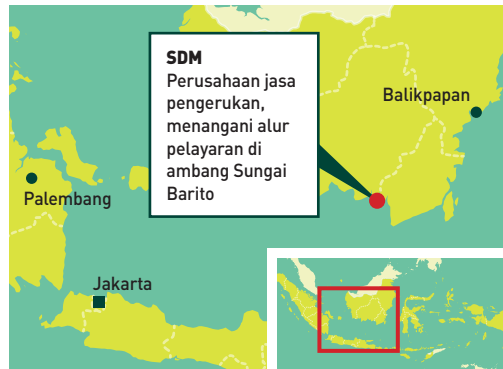 SDM
Perusahaan jasa
pengerukan,
menangani alur
pelayaran di
ambang Sungai
Barito
Balikpapan
Palembang
Jakarta